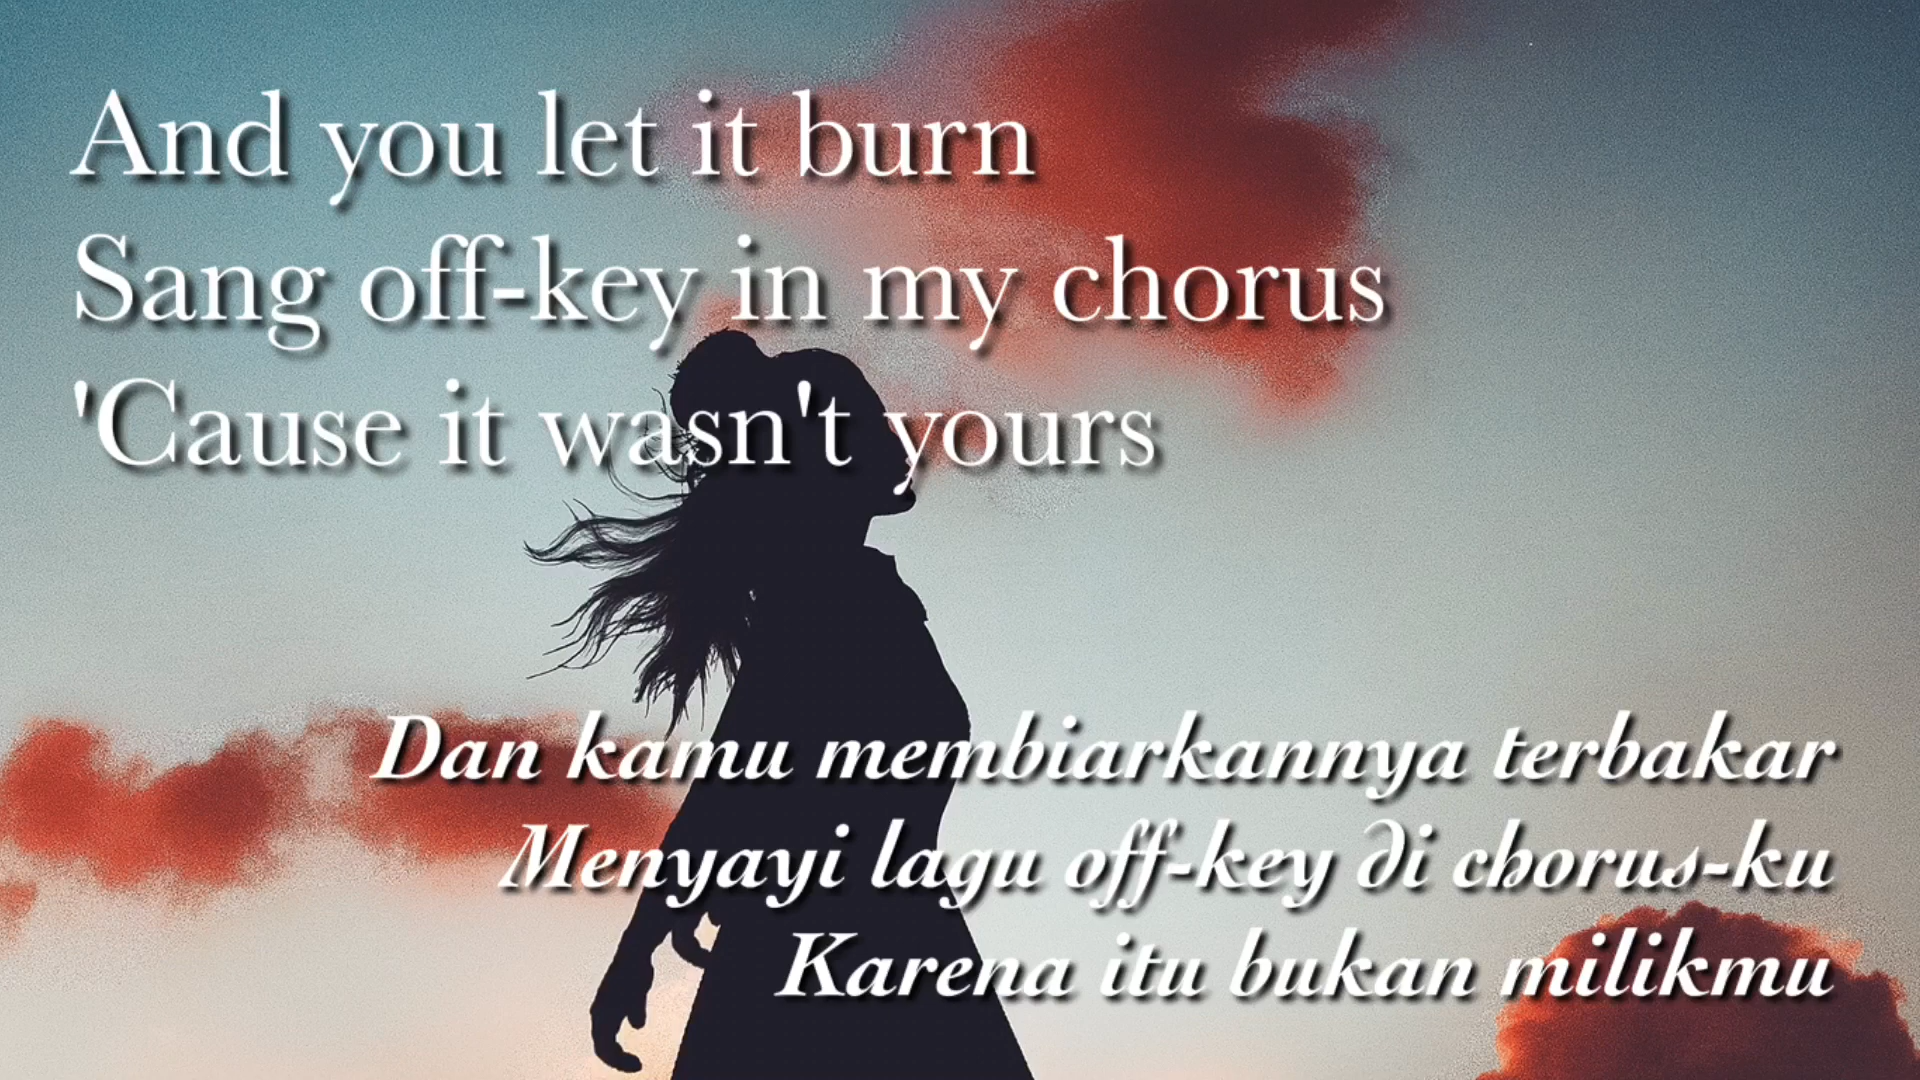 And you let it burn
Sang off-key in my chorus
'Cause it wasn't yours
Dan kamu membiarkannya terbakar
Menyayi lagu off-key di chorus-ku
Karena itu bukan milikmu